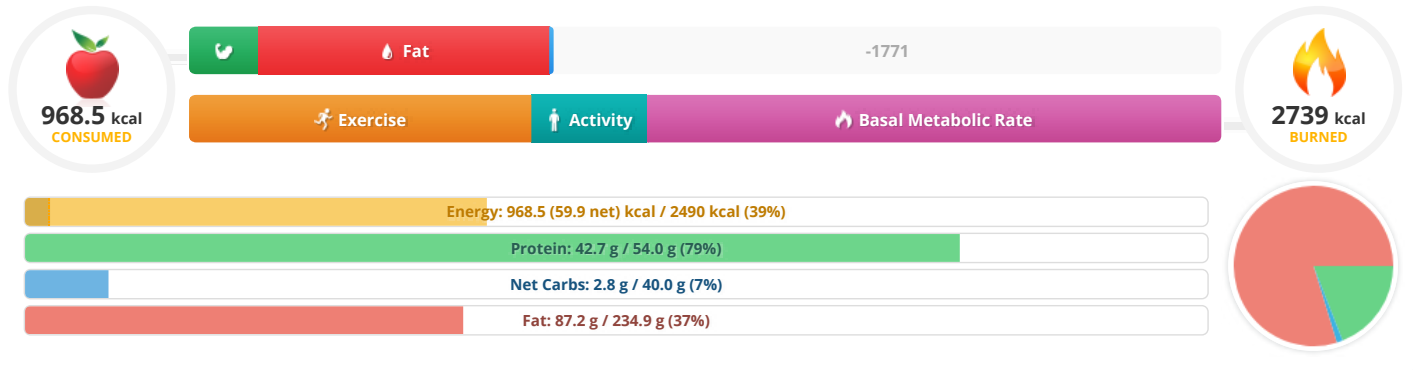 968.5 kcal
CONSUMED
Fat
-1771
Exercise
Activity
Basal Metabolic Rate
2739 kcal
BURNED
Energy: 968.5 (59.9 net) kcal / 2490 kcal (39%)
Protein: 42.7 g / 54.0 g (79%)
Net Carbs: 2.8 g / 40.0 g (7%)
Fat: 87.2 g / 234.9 g (37%)